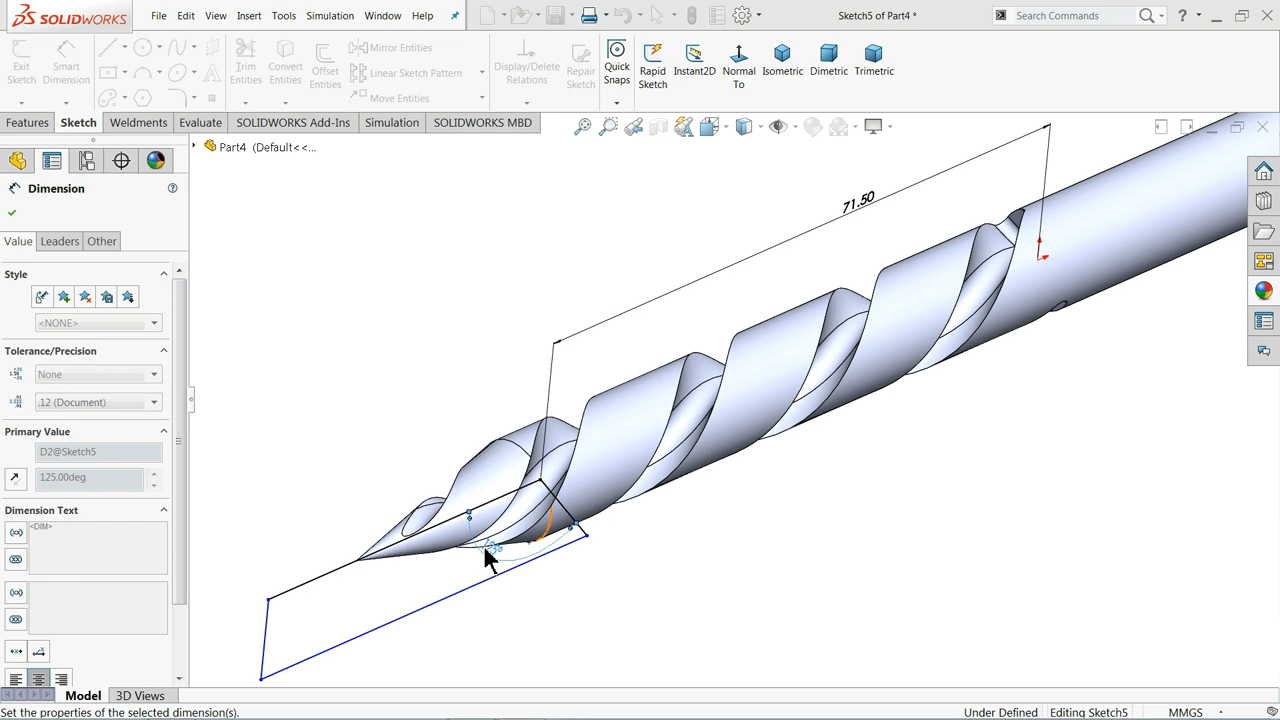 SOLIDWORKS
File Edit View Insert Tools Simulation Window Help
Sketch5 of Part4 *
Search Commands
Exit Sketch
Smart Dimension
Trim Entities
Convert Entities
Offset Entities
Mirror Entities
Linear Sketch Pattern
Move Entities
Display/Delete Relations
Repair Sketch
Quick Snaps
Rapid Sketch
Instant2D
Normal To
Isometric
Dimetric
Trimetric
Features Sketch Weldments Evaluate SOLIDWORKS Add-Ins Simulation SOLIDWORKS MBD
Part4 (Default<<...
Dimension
Value Leaders Other
Style
<NONE>
Tolerance/Precision
None
.12 (Document)
Primary Value
D2@Sketch5
125.00deg
Dimension Text
<DIM>
71.50
Model 3D Views
Set the properties of the selected dimension(s).
Under Defined Editing Sketch5 MMGS